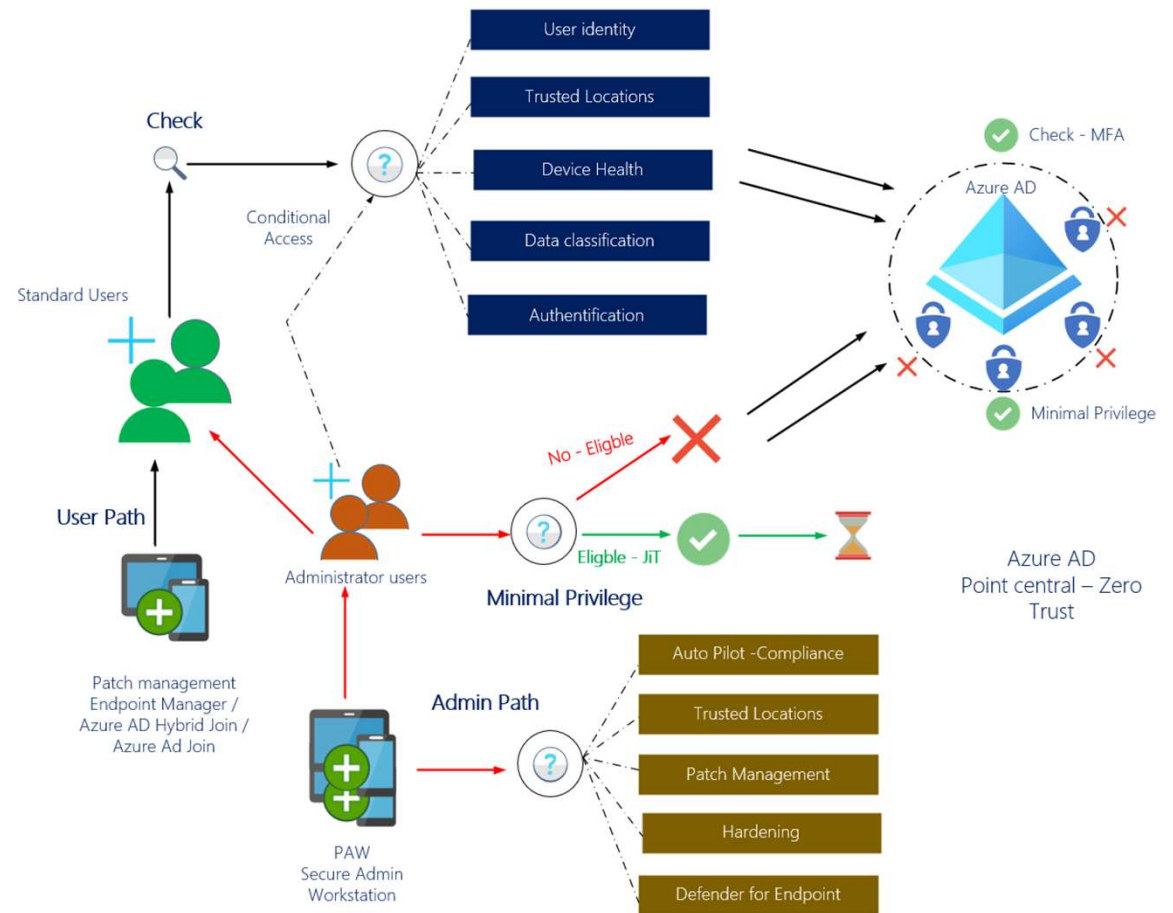 User identity
Trusted Locations
Device Health
Data classification
Authentification
Check
Conditional
Access
Check - MFA
Azure AD
Minimal Privilege
Standard Users
User Path
Patch management
Endpoint Manager /
Azure AD Hybrid Join /
Azure Ad Join
Administrator users
No - Eligble
Eligble - JiT
Minimal Privilege
Azure AD
Point central – Zero
Trust
Admin Path
PAW
Secure Admin
Workstation
Auto Pilot -Compliance
Trusted Locations
Patch Management
Hardening
Defender for Endpoint